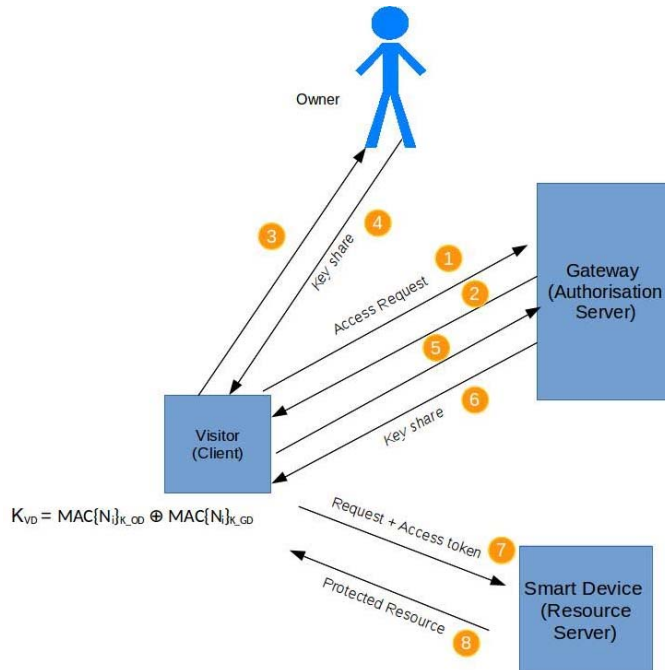 Owner
3
4
Key share
1
Access Request
2
Gateway
(Authorisation
Server)
5
6
Key share
Visitor
(Client)
K_VD = MAC{N_i}_K_OD ⊕ MAC{N_i}_K_GD
Request + Access token
7
Smart Device
(Resource
Server)
Protected Resource
8